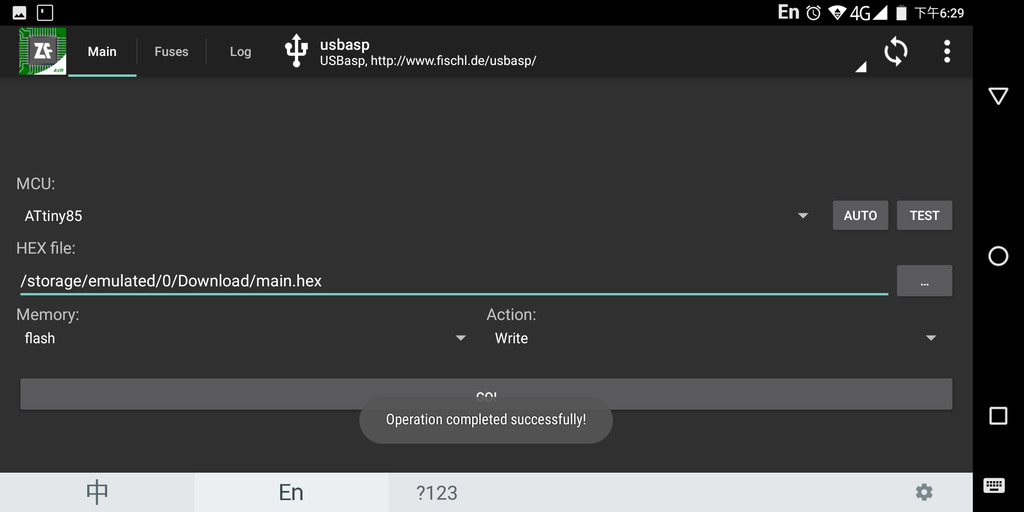 En 4G 下午6:29
ZF AVR Main Fuses Log usbasp
USBasp, http://www.fischl.de/usbasp/
MCU:
ATtiny85 AUTO TEST
HEX file:
/storage/emulated/0/Download/main.hex ...
Memory: Action:
flash Write
GO!
Operation completed successfully!
中 En ?123